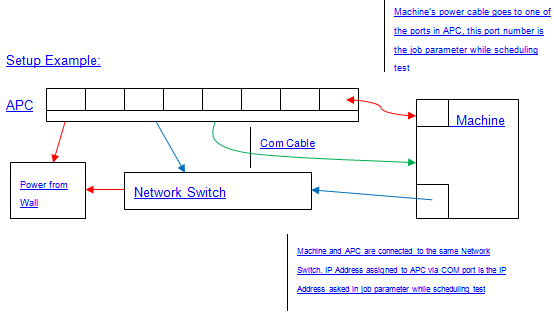 Machine's power cable goes to one of
the ports in APC, this port number is
the job parameter while scheduling
test
Setup Example:
APC
Machine
Com Cable
Power from
Wall
Network Switch
Machine and APC are connected to the same Network
Switch. IP Address assigned to APC via COM port is the IP
Address asked in job parameter while scheduling test